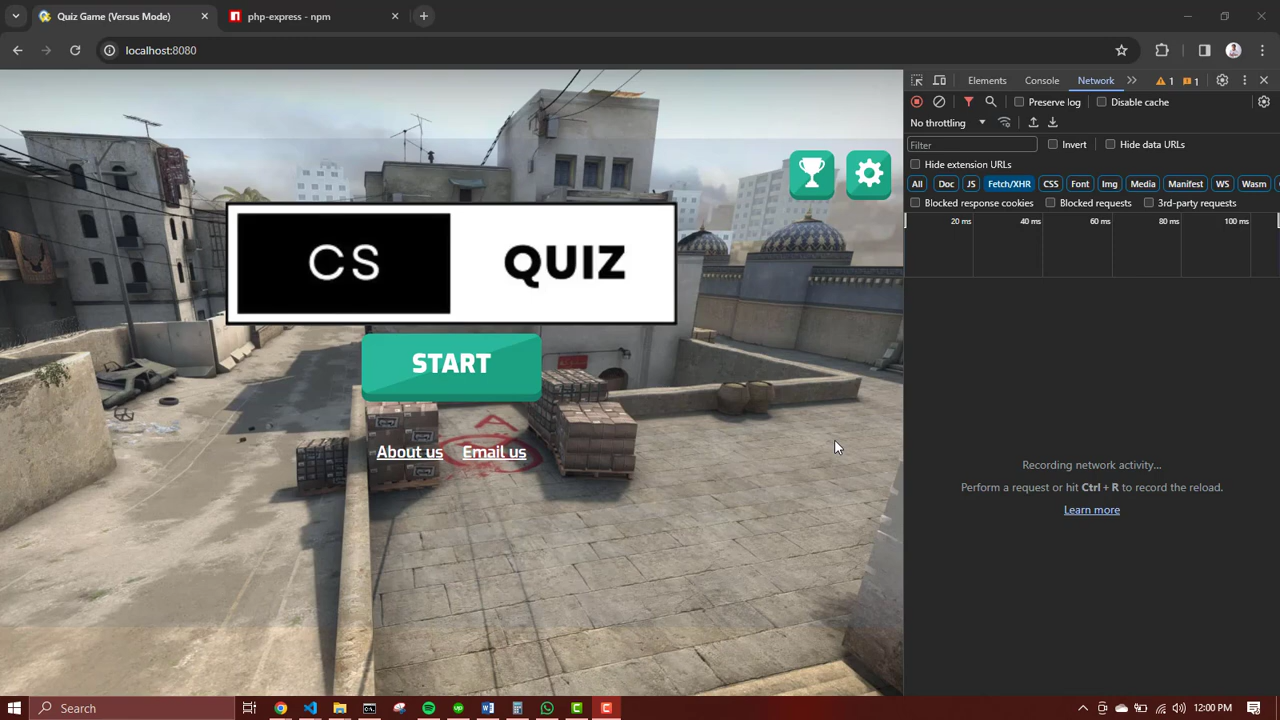 Quiz Game (Versus Mode)
php-express - npm
localhost:8080
Elements Console Network 1 1
Preserve log Disable cache
No throttling
Filter Invert Hide data URLs
Hide extension URLs
All Doc JS Fetch/XHR CSS Font Img Media Manifest WS Wasm
Blocked response cookies Blocked requests 3rd-party requests
20 ms 40 ms 60 ms 80 ms 100 ms
CS QUIZ
START
About us Email us
A
Recording network activity...
Perform a request or hit Ctrl + R to record the reload.
Learn more
Search
12:00 PM